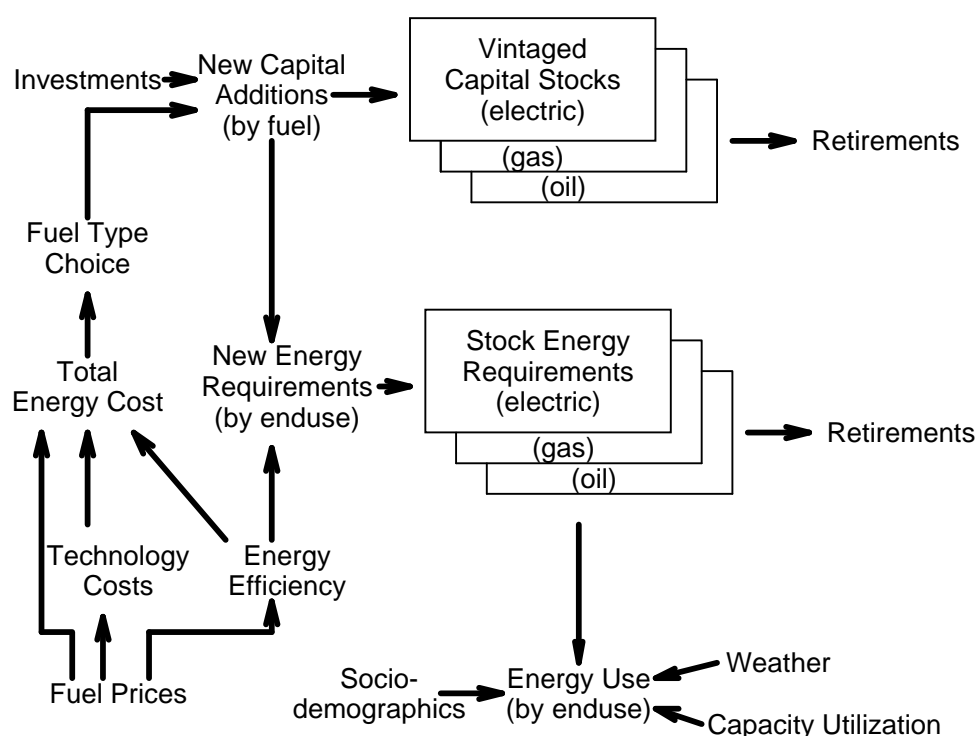 Investments
New Capital
Additions
(by fuel)
Vintaged
Capital Stocks
(electric)
(gas)
(oil)
Retirements
Fuel Type
Choice
Total
Energy Cost
New Energy
Requirements
(by enduse)
Stock Energy
Requirements
(electric)
(gas)
(oil)
Retirements
Technology
Costs
Energy
Efficiency
Fuel Prices
Socio-
demographics
Energy Use
(by enduse)
Weather
Capacity Utilization